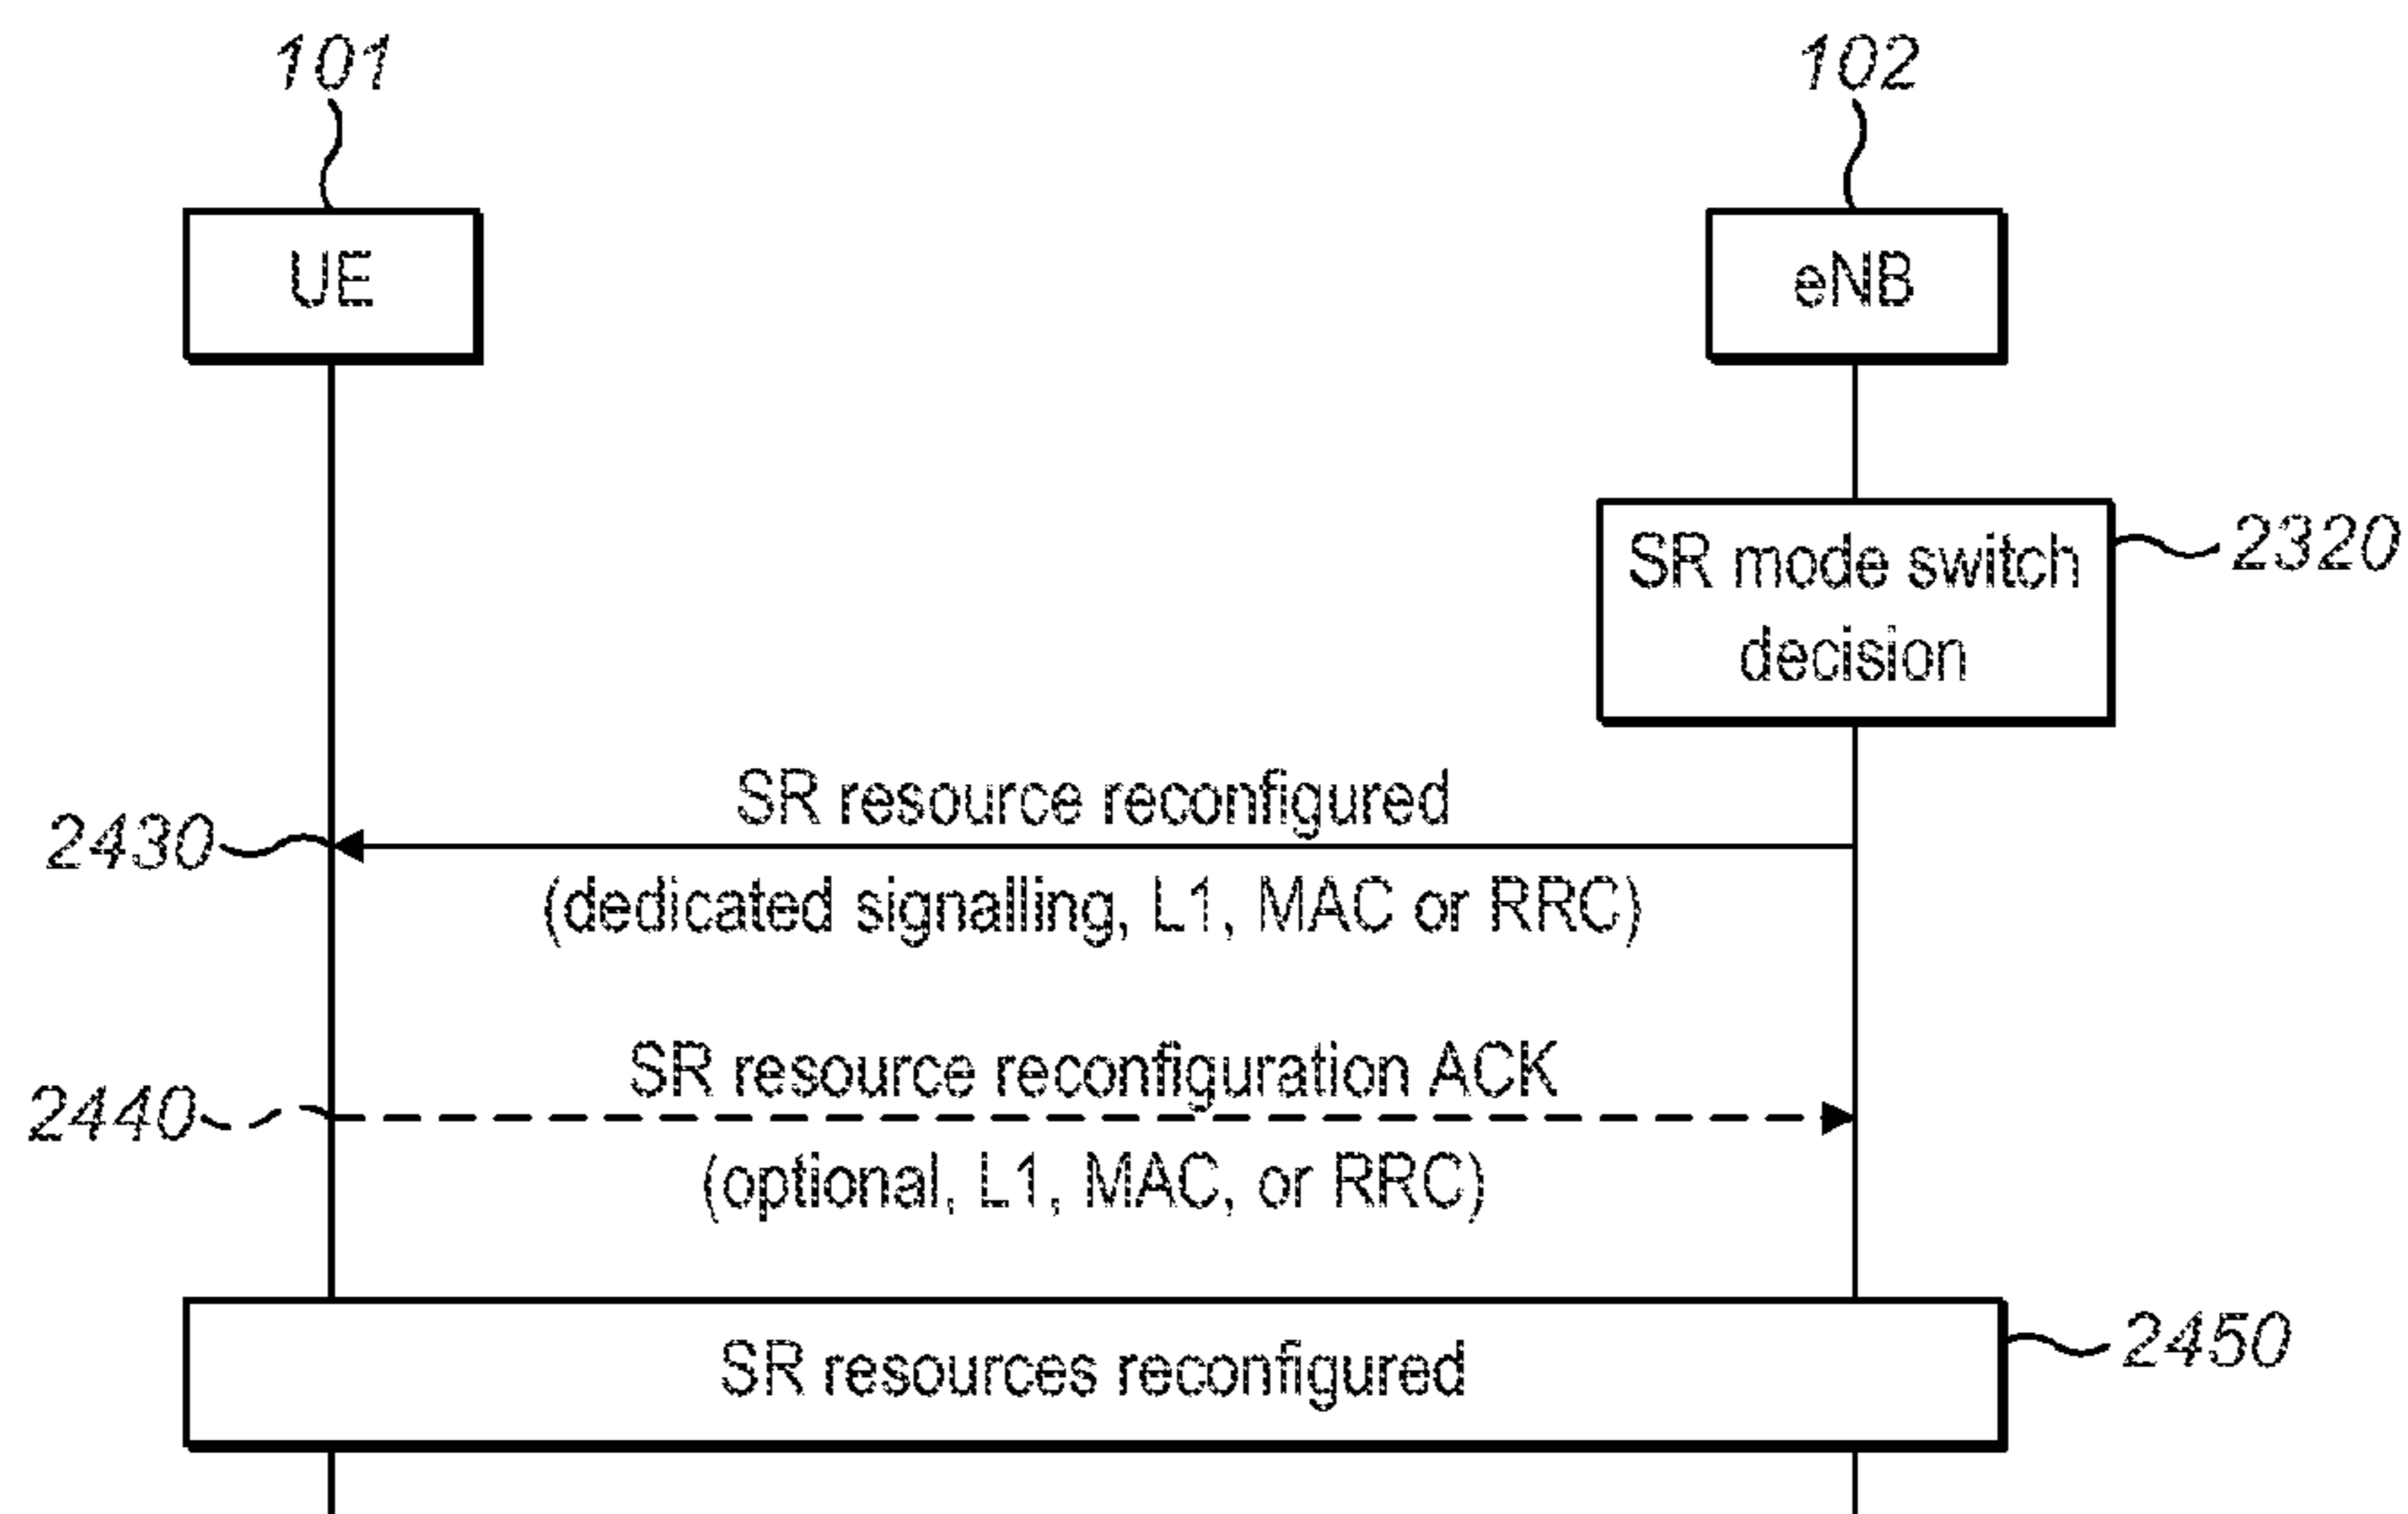 101
102
UE
eNB
SR mode switch
decision
2320
SR resource reconfigured
2430
(dedicated signalling, L1, MAC or RRC)
SR resource reconfiguration ACK
2440
(optional, L1, MAC, or RRC)
SR resources reconfigured
2450